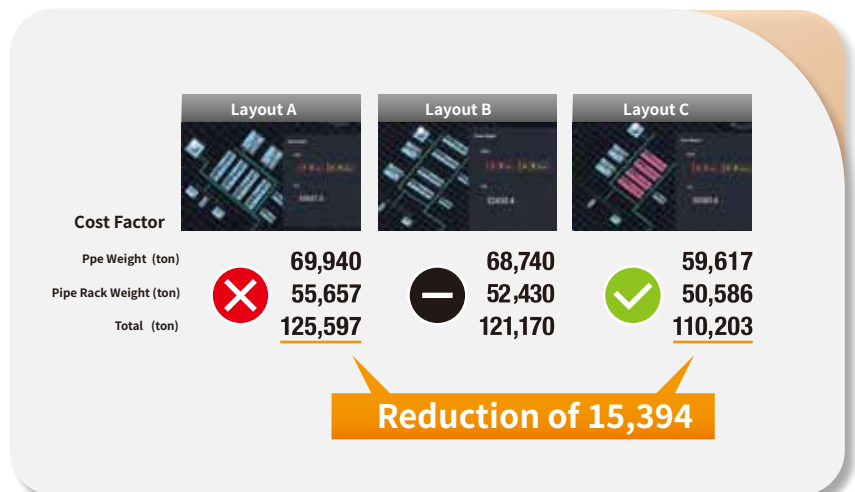 Layout A Layout B Layout C
Cost Factor
Ppe Weight (ton) 69,940 68,740 59,617
Pipe Rack Weight (ton) 55,657 52,430 50,586
Total (ton) 125,597 121,170 110,203
Reduction of 15,394